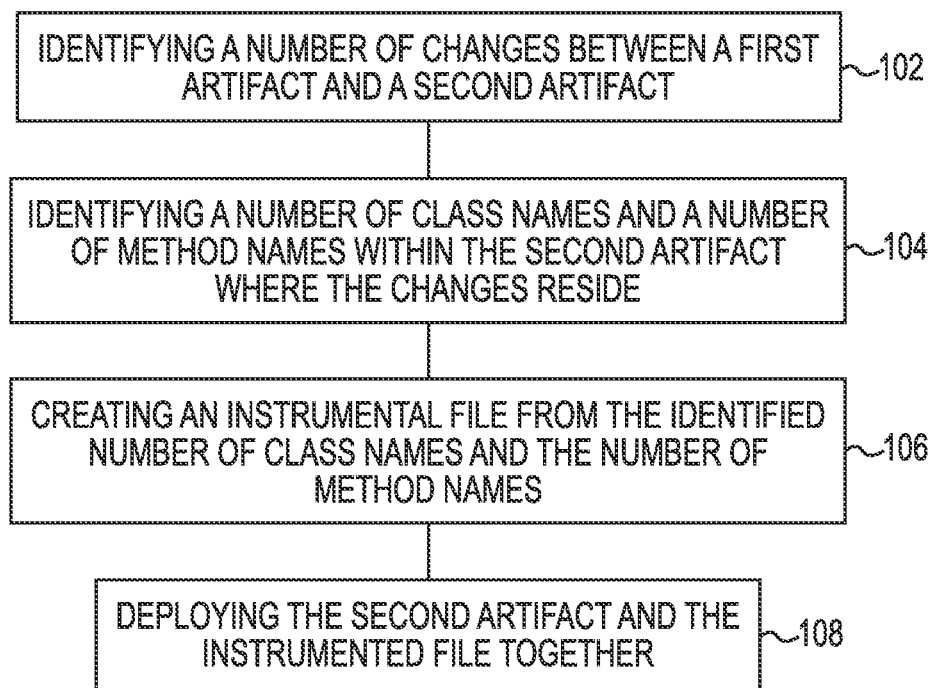 IDENTIFYING A NUMBER OF CHANGES BETWEEN A FIRST
ARTIFACT AND A SECOND ARTIFACT
102
IDENTIFYING A NUMBER OF CLASS NAMES AND A NUMBER
OF METHOD NAMES WITHIN THE SECOND ARTIFACT
WHERE THE CHANGES RESIDE
104
CREATING AN INSTRUMENTAL FILE FROM THE IDENTIFIED
NUMBER OF CLASS NAMES AND THE NUMBER OF
METHOD NAMES
106
DEPLOYING THE SECOND ARTIFACT AND THE
INSTRUMENTED FILE TOGETHER
108